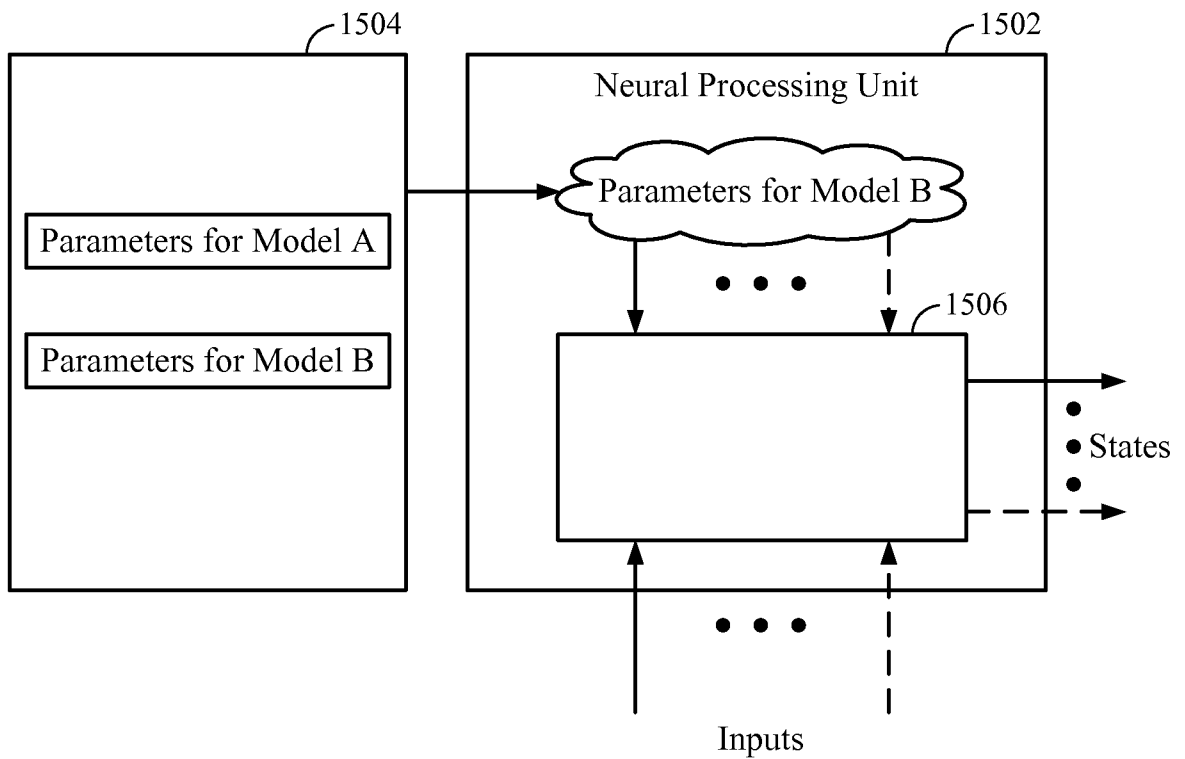 1504
1502
Neural Processing Unit
Parameters for Model B
Parameters for Model A
Parameters for Model B
1506
States
Inputs